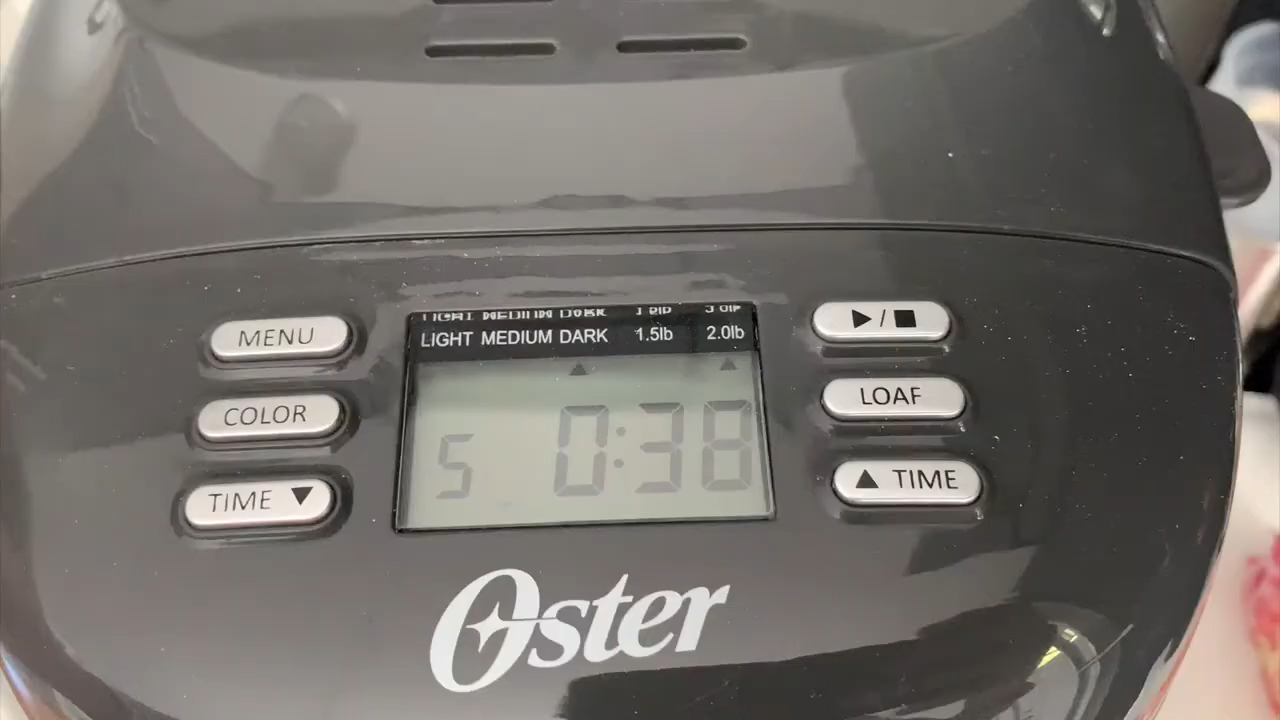 LIGHT MEDIUM DARK 1.5lb 2.0lb
MENU
COLOR
TIME ▼
5 0:38
▶/■
LOAF
▲ TIME
Oster